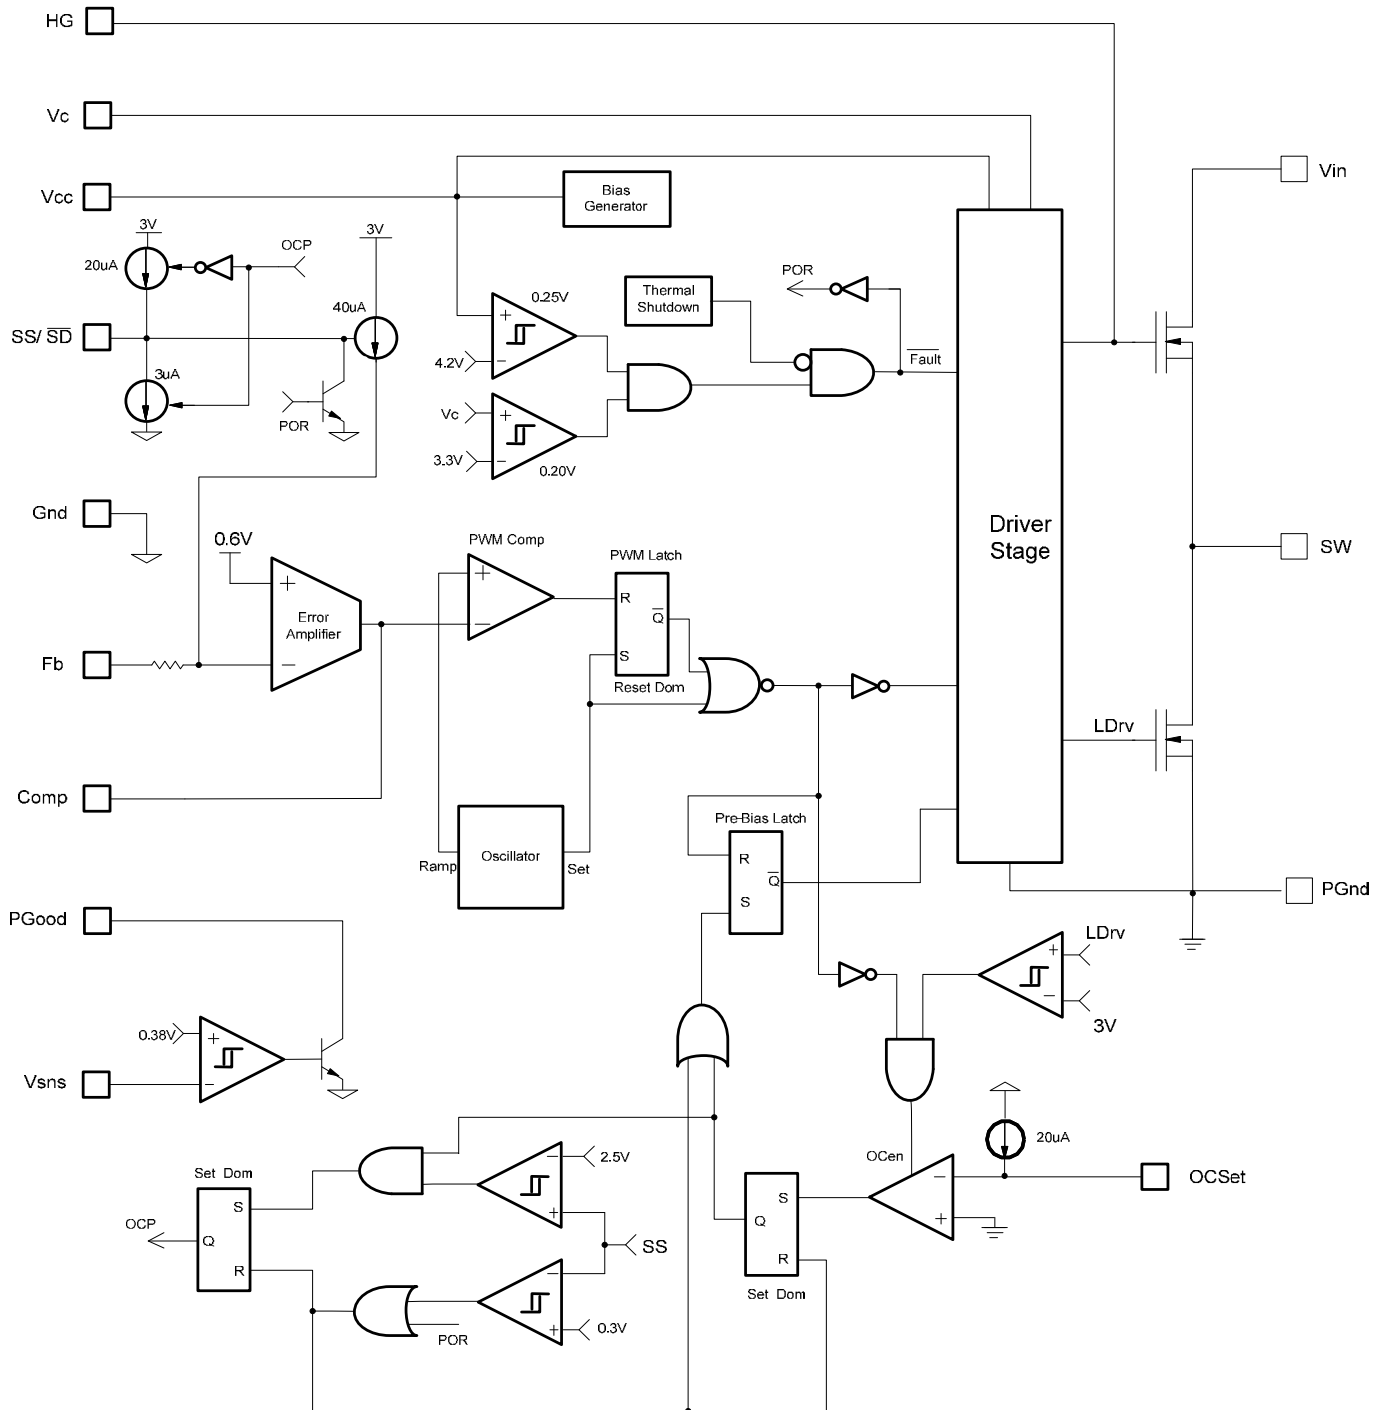 HG
Vc
Vcc
Bias
Generator
Vin
3V
3V
OCP
20uA
SS/ SD
40uA
3uA
POR
0.25V
4.2V
Vc
3.3V
0.20V
Thermal
Shutdown
POR
Fault
Driver
Stage
SW
Gnd
0.6V
+
Error
Amplifier
−
Fb
Comp
PWM Comp
+
−
PWM Latch
R
Q
S
Reset Dom
Ramp
Oscillator
Set
LDrv
Pre-Bias Latch
R
Q
S
PGnd
PGood
0.38V
+
−
Vsns
LDrv
+
−
3V
20uA
OCen
−
+
OCSet
Set Dom
S
Q
R
OCP
−
2.5V
+
SS
−
+
0.3V
POR
S
Q
R
Set Dom
+
−
+
−